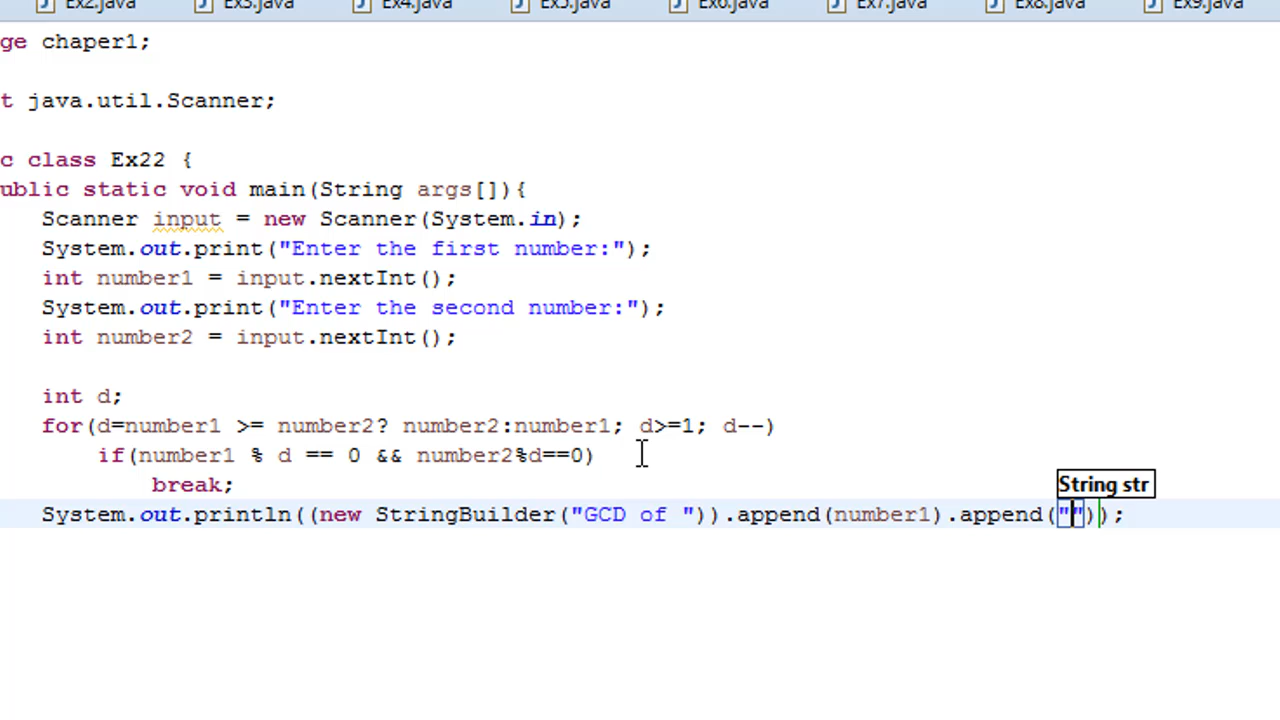 Ex2.java Ex3.java Ex4.java Ex5.java Ex6.java Ex7.java Ex8.java Ex9.java
ge chaper1;
t java.util.Scanner;
c class Ex22 {
ublic static void main(String args[]){
Scanner input = new Scanner(System.in);
System.out.print("Enter the first number:");
int number1 = input.nextInt();
System.out.print("Enter the second number:");
int number2 = input.nextInt();
int d;
for(d=number1 >= number2? number2:number1; d>=1; d--)
if(number1 % d == 0 && number2%d==0)
break;
String str
System.out.println((new StringBuilder("GCD of ")).append(number1).append(""));